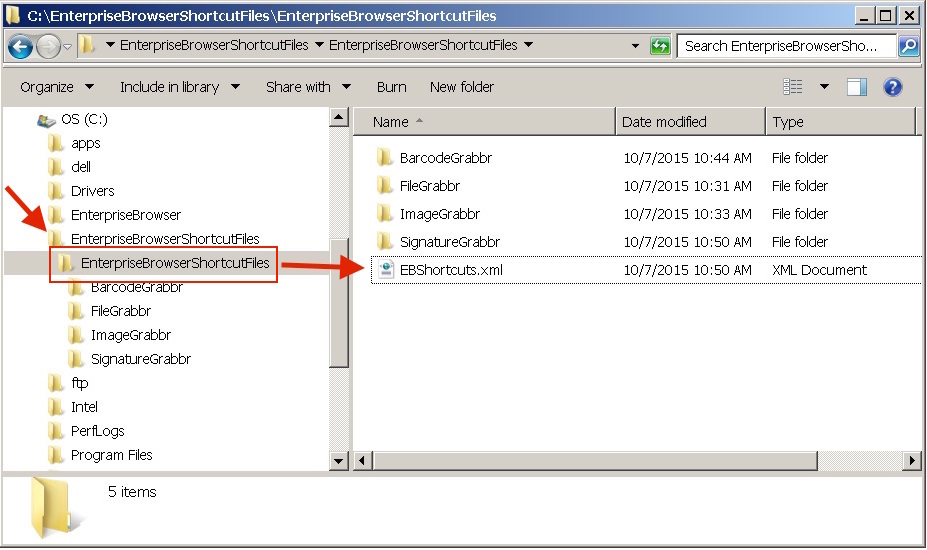 C:\EnterpriseBrowserShortcutFiles\EnterpriseBrowserShortcutFiles
EnterpriseBrowserShortcutFiles EnterpriseBrowserShortcutFiles Search EnterpriseBrowserSho...
Organize Include in library Share with Burn New folder
OS (C:)
apps
dell
Drivers
EnterpriseBrowser
EnterpriseBrowserShortcutFiles
EnterpriseBrowserShortcutFiles
BarcodeGrabbr
FileGrabbr
ImageGrabbr
SignatureGrabbr
ftp
Intel
PerfLogs
Program Files
Name Date modified Type
BarcodeGrabbr 10/7/2015 10:44 AM File folder
FileGrabbr 10/7/2015 10:31 AM File folder
ImageGrabbr 10/7/2015 10:33 AM File folder
SignatureGrabbr 10/7/2015 10:50 AM File folder
EBShortcuts.xml 10/7/2015 10:50 AM XML Document
5 items